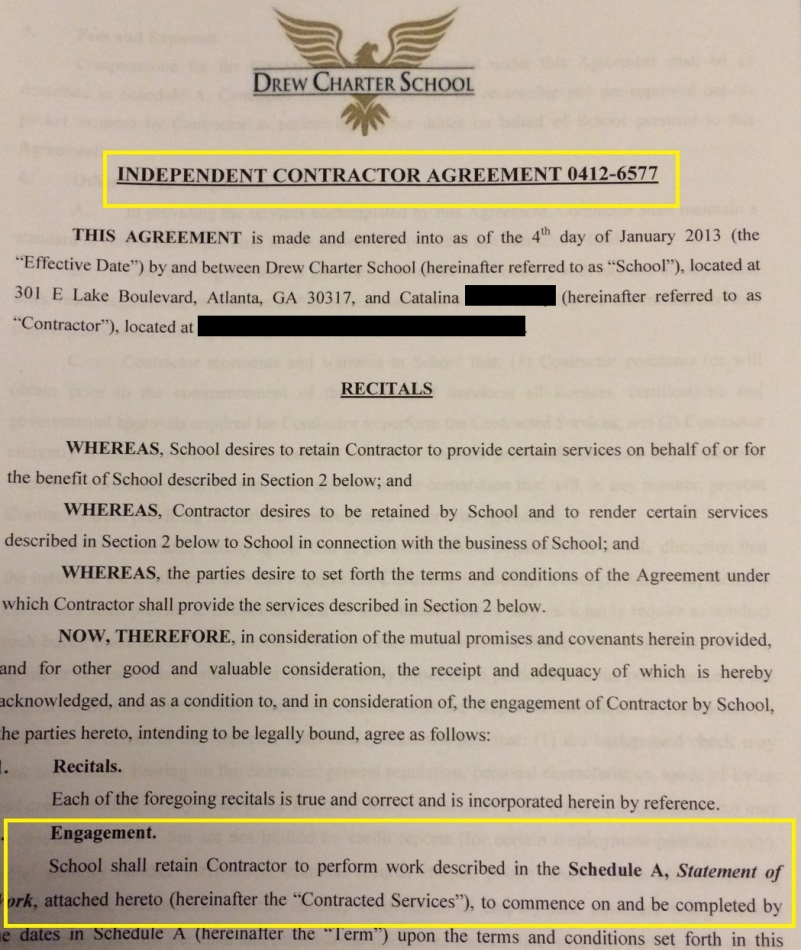 DREW CHARTER SCHOOL
INDEPENDENT CONTRACTOR AGREEMENT 0412-6577
THIS AGREEMENT is made and entered into as of the 4th day of January 2013 (the
“Effective Date”) by and between Drew Charter School (hereinafter referred to as “School”), located at
301 E Lake Boulevard, Atlanta, GA 30317, and Catalina (hereinafter referred to as
“Contractor”), located at
RECITALS
WHEREAS, School desires to retain Contractor to provide certain services on behalf of or for
the benefit of School described in Section 2 below; and
WHEREAS, Contractor desires to be retained by School and to render certain services
described in Section 2 below to School in connection with the business of School; and
WHEREAS, the parties desire to set forth the terms and conditions of the Agreement under
which Contractor shall provide the services described in Section 2 below.
NOW, THEREFORE, in consideration of the mutual promises and covenants herein provided,
and for other good and valuable consideration, the receipt and adequacy of which is hereby
acknowledged, and as a condition to, and in consideration of, the engagement of Contractor by School,
the parties hereto, intending to be legally bound, agree as follows:
1. Recitals.
Each of the foregoing recitals is true and correct and is incorporated herein by reference.
Engagement.
School shall retain Contractor to perform work described in the Schedule A, Statement of
Work, attached hereto (hereinafter the “Contracted Services”), to commence on and be completed by
the dates in Schedule A (hereinafter the “Term”) upon the terms and conditions set forth in this